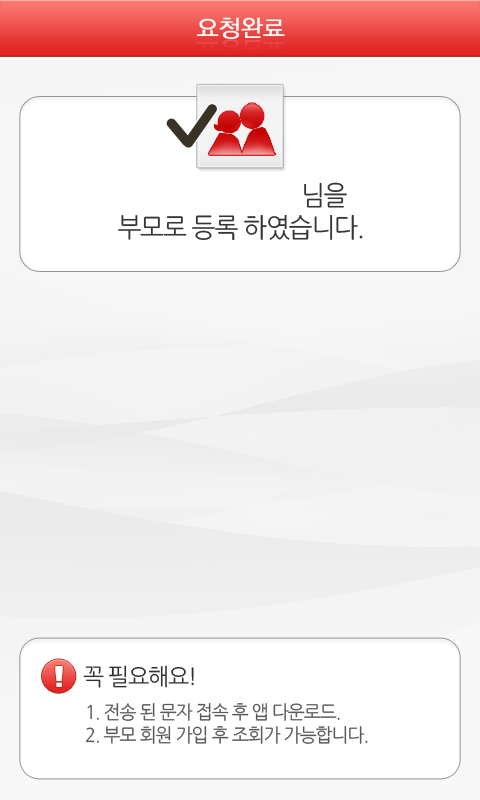 요청완료
님을
부모로 등록 하였습니다.
꼭 필요해요!
1. 전송 된 문자 접속 후 앱 다운로드.
2. 부모 회원 가입 후 조회가 가능합니다.